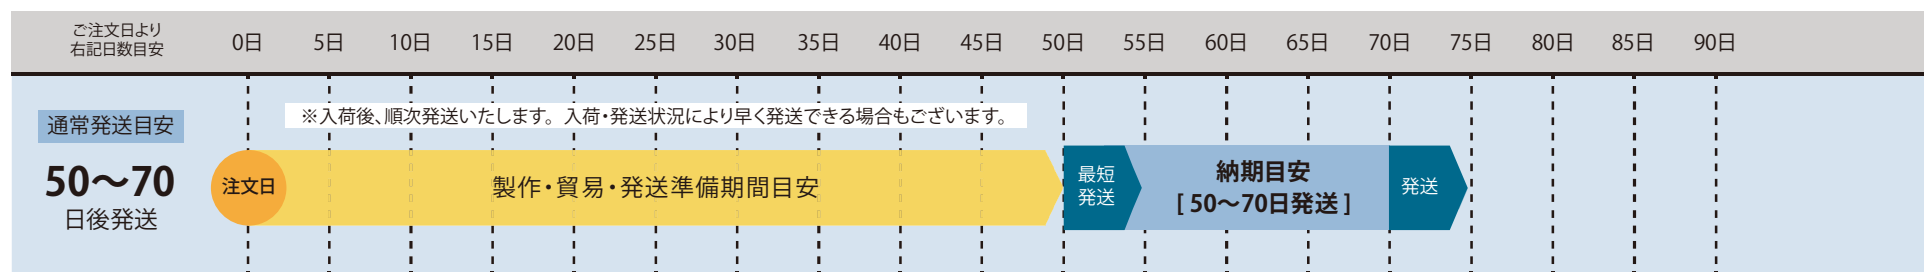 ご注文日より
右記日数目安
0日 5日 10日 15日 20日 25日 30日 35日 40日 45日 50日 55日 60日 65日 70日 75日 80日 85日 90日
通常発送目安
※入荷後、順次発送いたします。 入荷・発送状況により早く発送できる場合もございます。
50〜70
日後発送
注文日
製作・貿易・発送準備期間目安
最短
発送
納期目安
[ 50〜70日発送 ]
発送